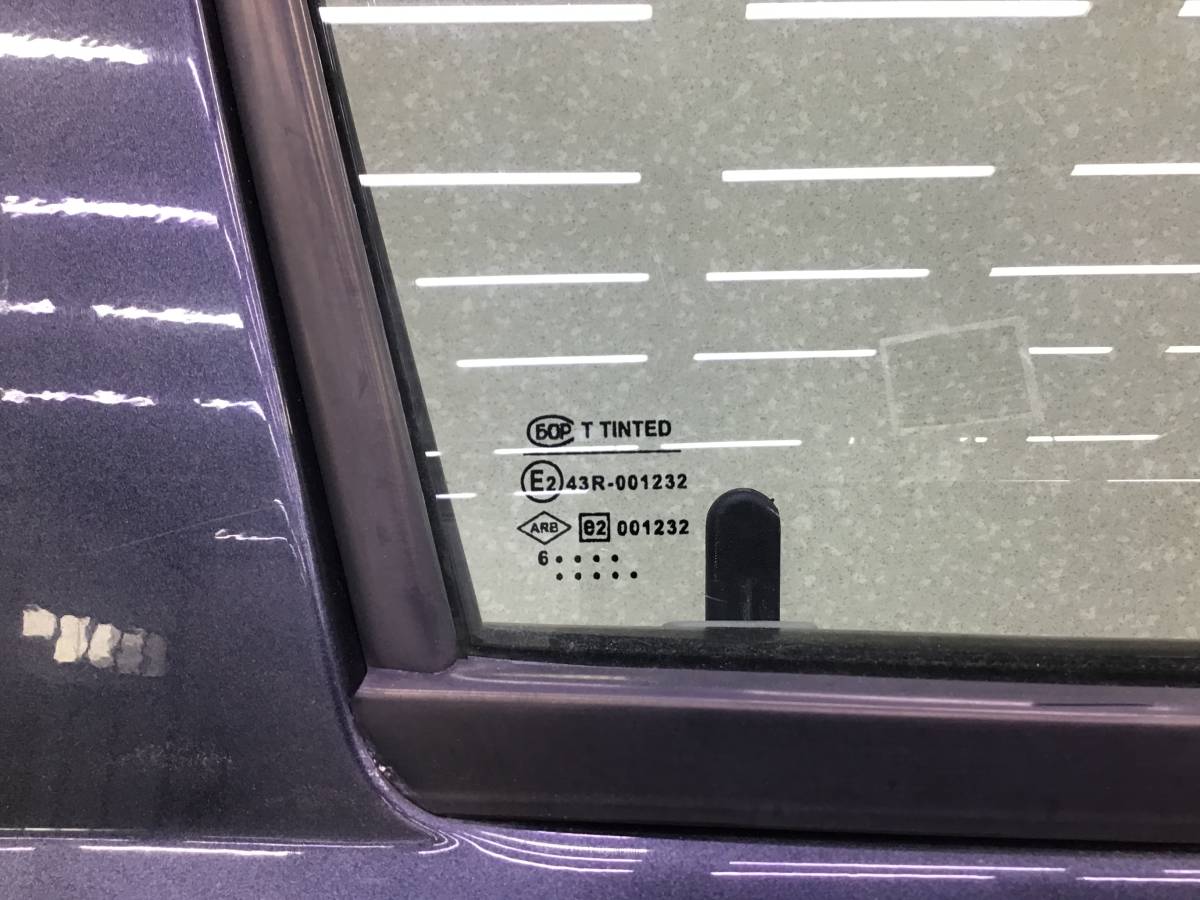 БОР T TINTED
E2 43R-001232
ARB e2 001232
6 • • • •
• • • • •